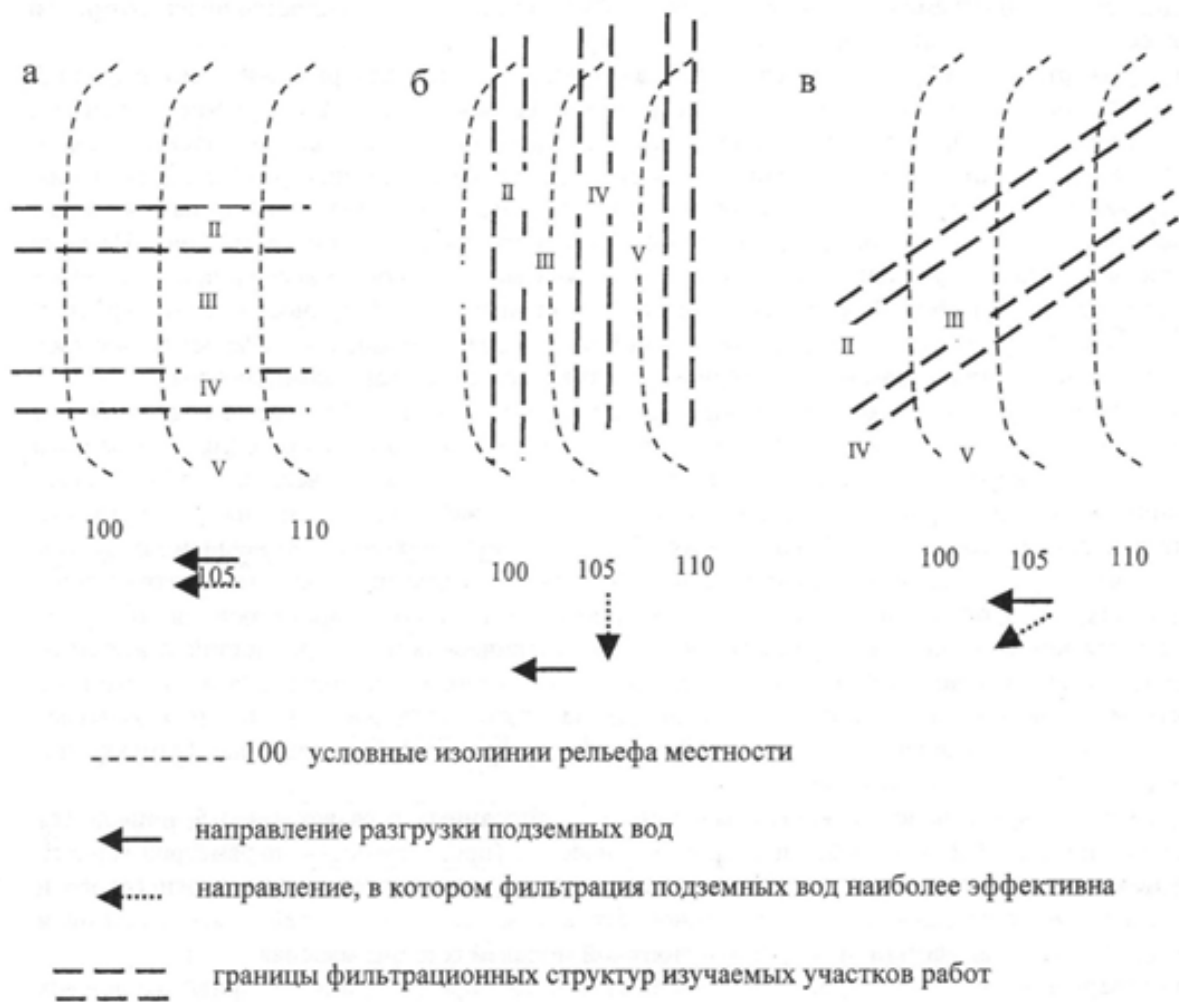 а
б
в
II
III
IV
V
100
110
105
II
IV
III
V
100
105
110
III
II
IV
V
100
105
110
100 условные изолинии рельефа местности
направление разгрузки подземных вод
направление, в котором фильтрация подземных вод наиболее эффективна
границы фильтрационных структур изучаемых участков работ